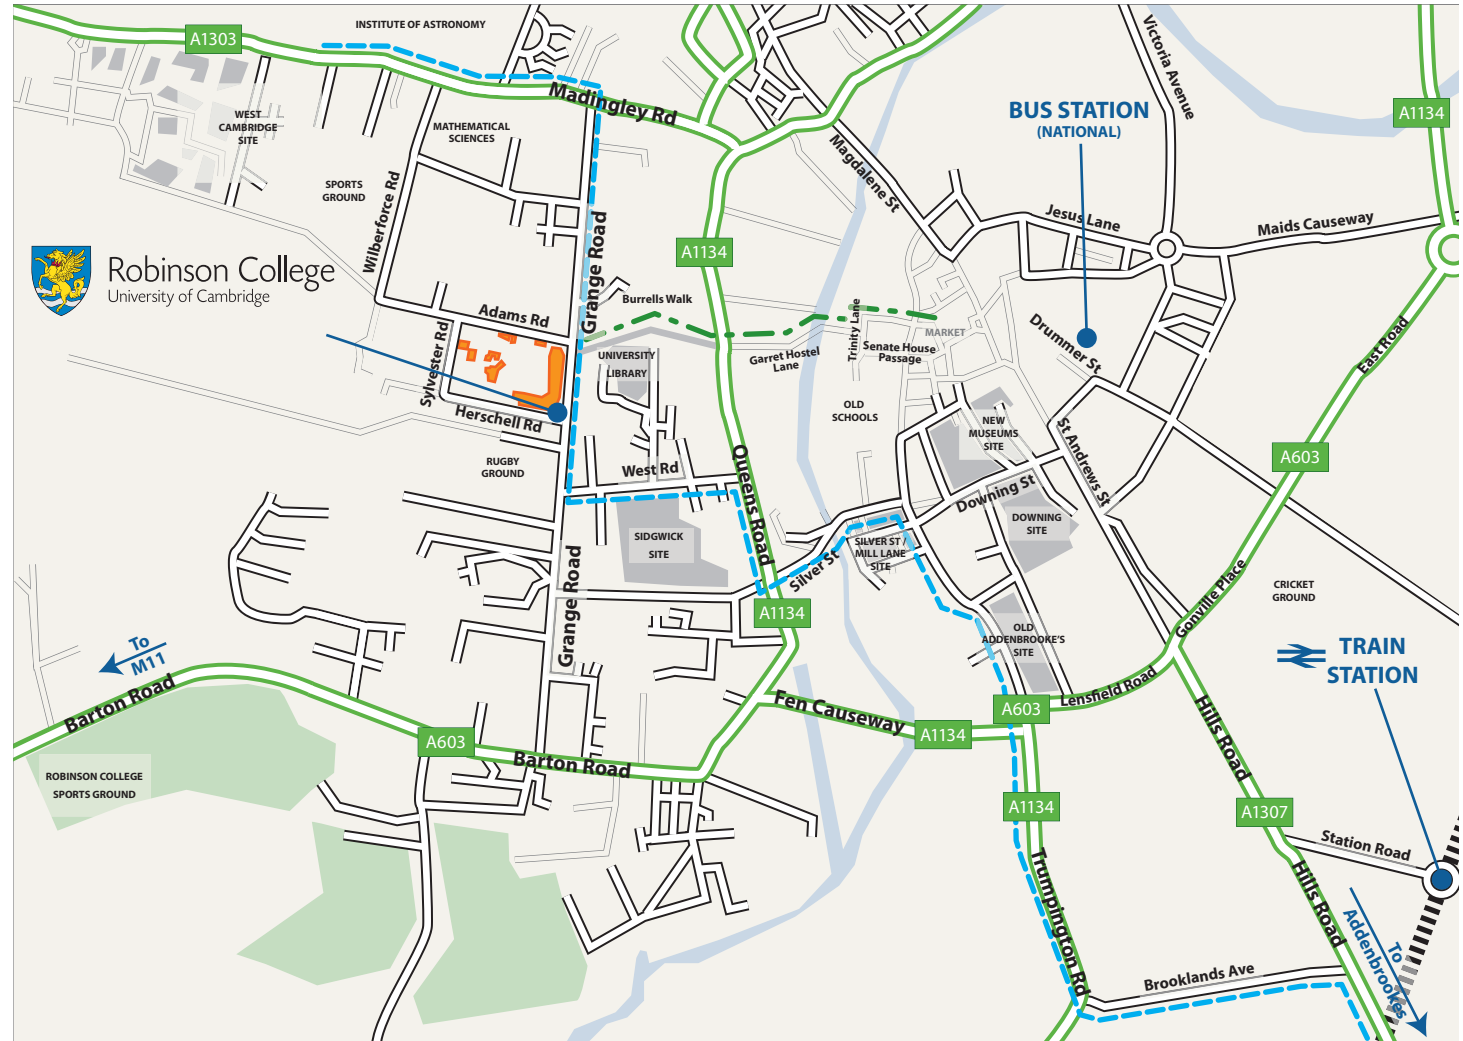 INSTITUTE OF ASTRONOMY
A1303
Madingley Rd
Victoria Avenue
A1134
BUS STATION
(NATIONAL)
WEST
CAMBRIDGE
SITE
MATHEMATICAL
SCIENCES
SPORTS
GROUND
Wilberforce Rd
Magdalene St
Jesus Lane
Maids Causeway
Grange Road
A1134
Robinson College
University of Cambridge
Burrells Walk
Adams Rd
Sylvester Rd
Herschell Rd
UNIVERSITY
LIBRARY
Garret Hostel
Lane
Trinity Lane
Senate House
Passage
MARKET
Drummer St
East Road
OLD
SCHOOLS
NEW
MUSEUMS
SITE
St Andrews St
A603
RUGBY
GROUND
West Rd
Queens Road
Downing St
DOWNING
SITE
SIDGWICK
SITE
SILVER ST /
MILL LANE
SITE
Silver St
Grange Road
A1134
CRICKET
GROUND
Gonville Place
OLD
ADDENBROOKE'S
SITE
To
M11
TRAIN
STATION
Barton Road
Lensfield Road
A603
Fen Causeway
A1134
Hills Road
A603
Barton Road
ROBINSON COLLEGE
SPORTS GROUND
A1134
A1307
Station Road
Trumpington Rd
Hills Road
To
Addenbrookes
Brooklands Ave